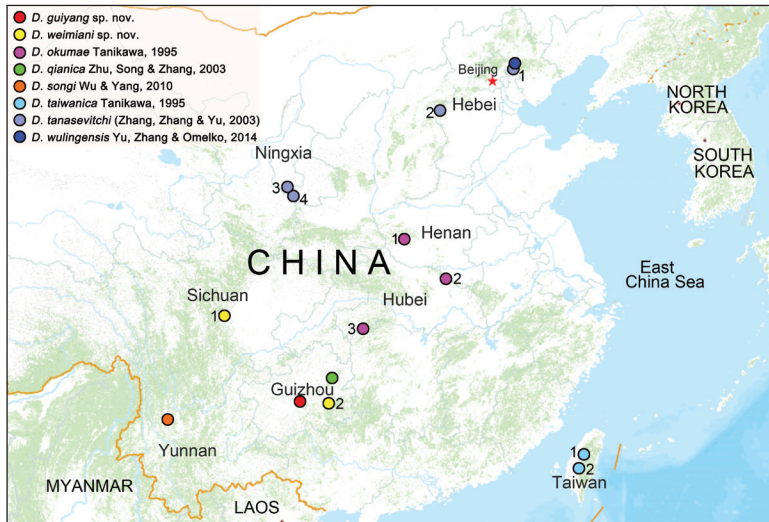 D. guiyang sp. nov.
D. weimiani sp. nov.
D. okumae Tanikawa, 1995
D. qianica Zhu, Song & Zhang, 2003
D. songi Wu & Yang, 2010
D. taiwanica Tanikawa, 1995
D. tanasevitchi (Zhang, Zhang & Yu, 2003)
D. wulingensis Yu, Zhang & Omelko, 2014
Beijing
1
2
Hebei
NORTH
KOREA
SOUTH
KOREA
Ningxia
3
4
1
Henan
CHINA
2
East
China Sea
Sichuan
1
Hubei
3
Guizhou
2
Yunnan
1
2
Taiwan
MYANMAR
LAOS